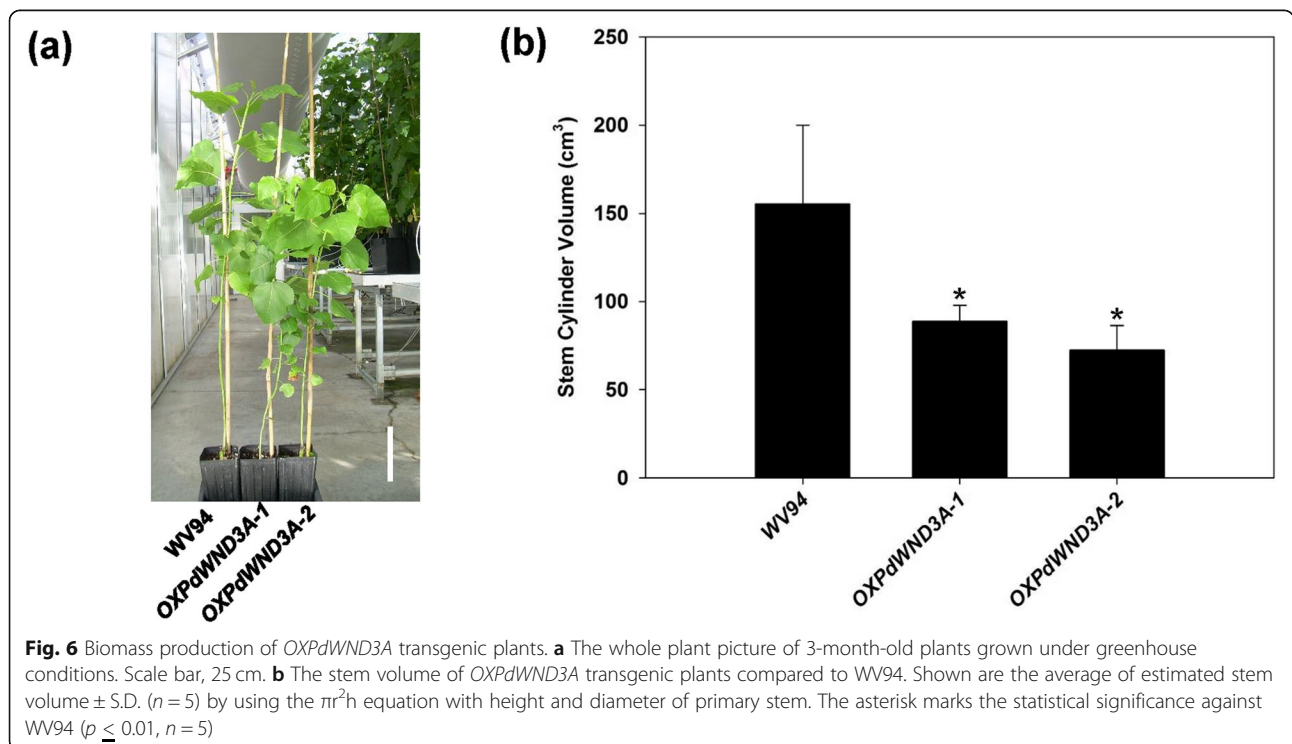 (a)
WV94
OXPdWND3A-1
OXPdWND3A-2
(b)
Stem Cylinder Volume (cm³)
250
200
150
100
50
0
*
*
WV94
OXPdWND3A-1
OXPdWND3A-2
Fig. 6 Biomass production of OXPdWND3A transgenic plants. a The whole plant picture of 3-month-old plants grown under greenhouse
conditions. Scale bar, 25 cm. b The stem volume of OXPdWND3A transgenic plants compared to WV94. Shown are the average of estimated stem
volume ± S.D. (n = 5) by using the πr²h equation with height and diameter of primary stem. The asterisk marks the statistical significance against
WV94 (p ≤ 0.01, n = 5)